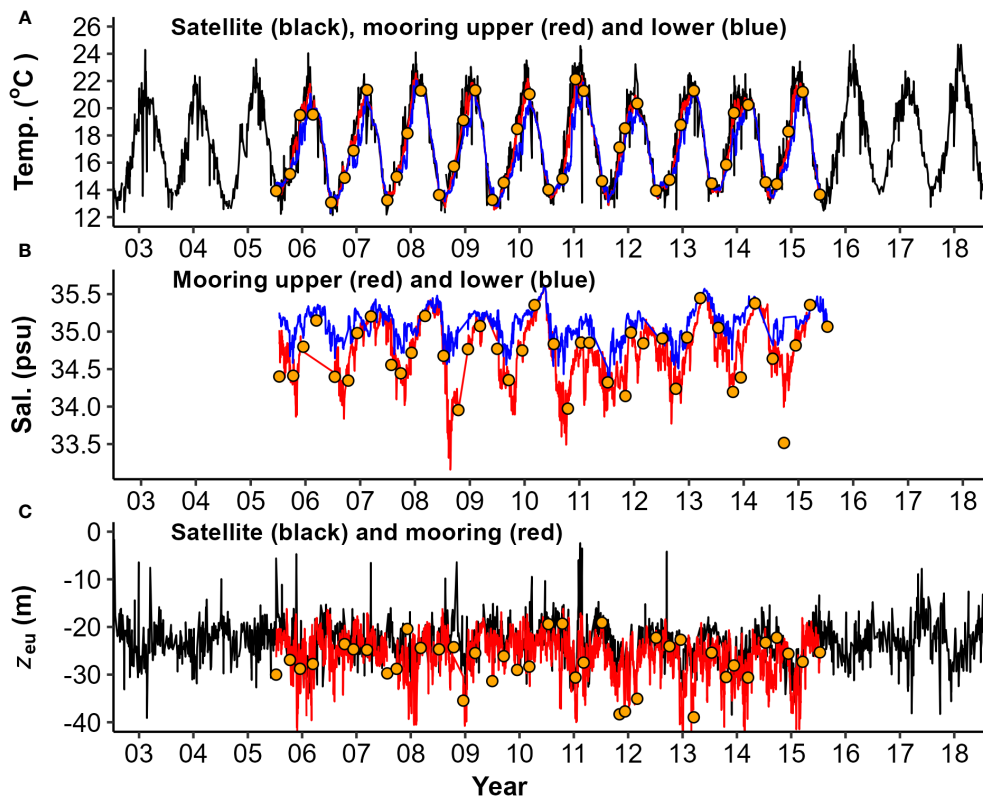 A
Satellite (black), mooring upper (red) and lower (blue)
Temp. (°C )
26
24
22
20
18
16
14
12
03 04 05 06 07 08 09 10 11 12 13 14 15 16 17 18
B
Mooring upper (red) and lower (blue)
Sal. (psu)
35.5
35.0
34.5
34.0
33.5
03 04 05 06 07 08 09 10 11 12 13 14 15 16 17 18
C
Satellite (black) and mooring (red)
zeu (m)
0
-10
-20
-30
-40
03 04 05 06 07 08 09 10 11 12 13 14 15 16 17 18
Year